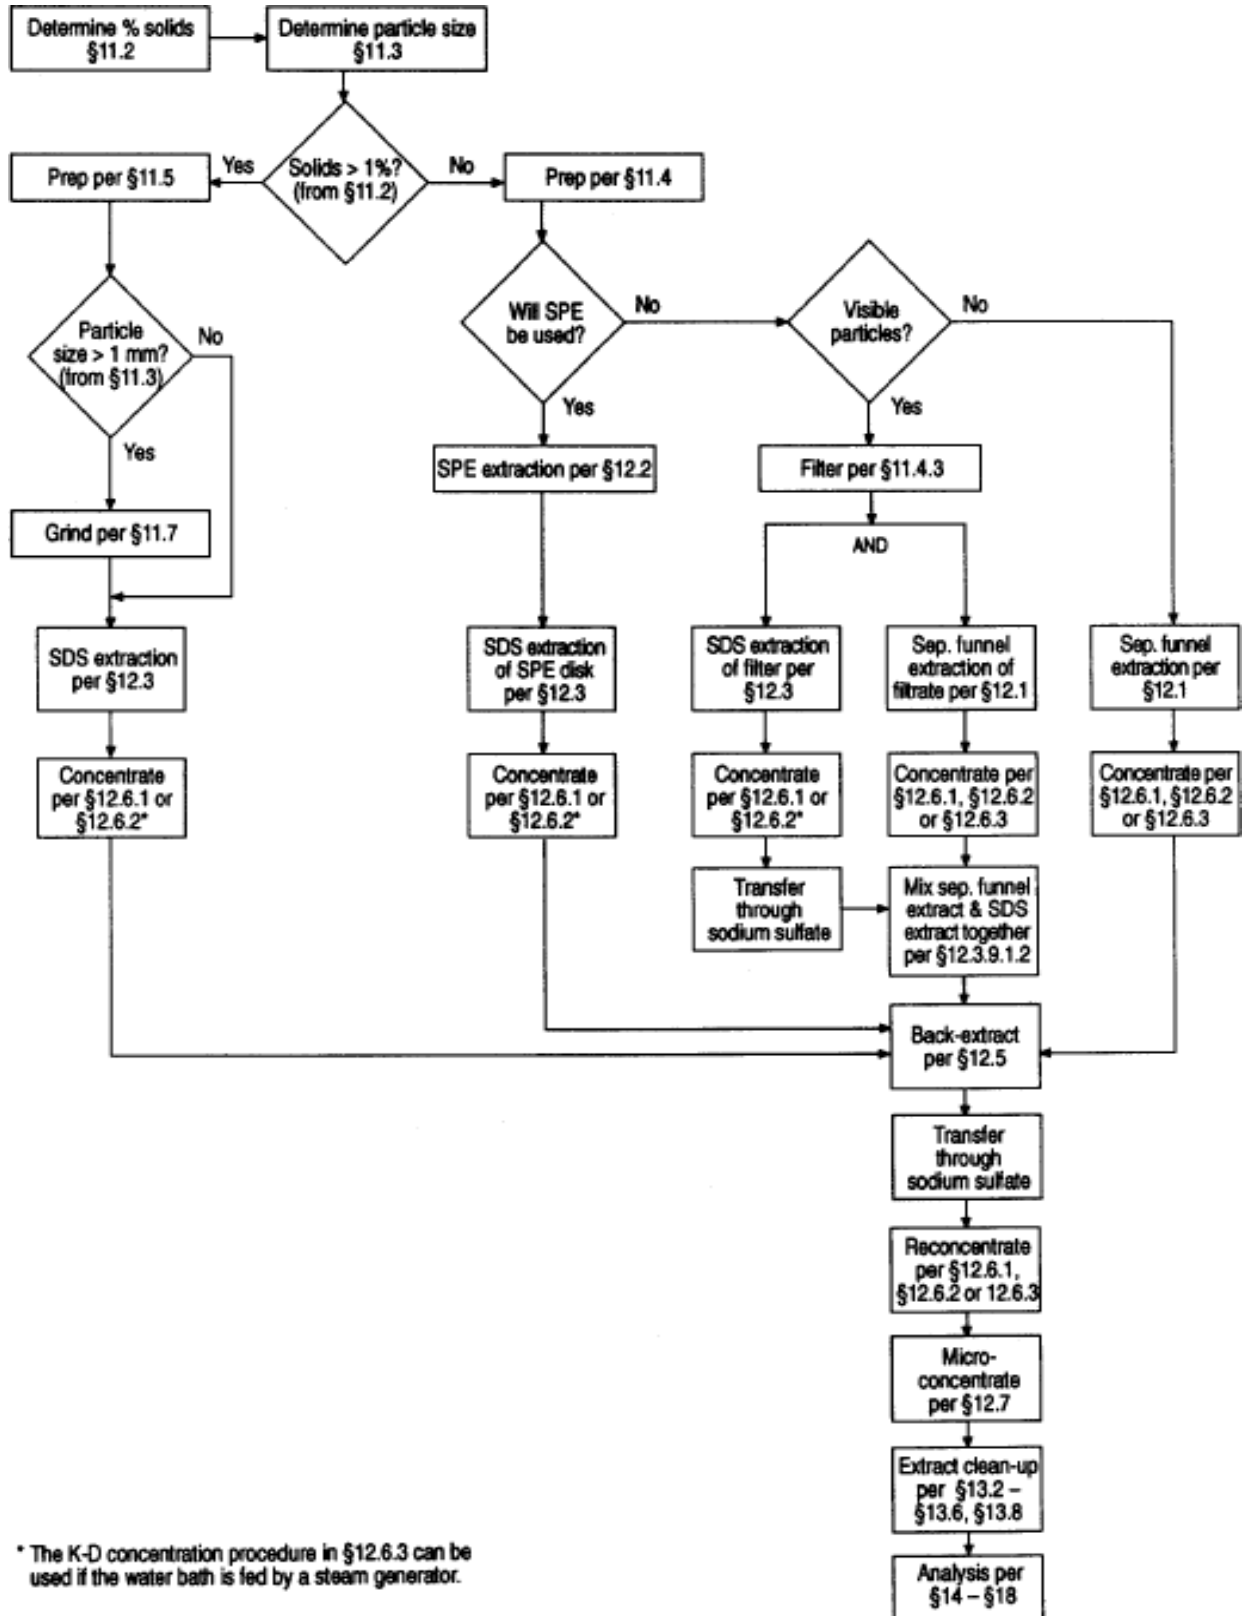 Determine % solids
§11.2
Determine particle size
§11.3
Solids > 1%?
(from §11.2)
Yes
No
Prep per §11.5
Prep per §11.4
Particle
size > 1 mm?
(from §11.3)
No
Yes
Will SPE
be used?
No
Yes
Visible
particles?
No
Yes
Grind per §11.7
SPE extraction per §12.2
Filter per §11.4.3
AND
SDS extraction
per §12.3
SDS extraction
of SPE disk
per §12.3
SDS extraction
of filter per
§12.3
Sep. funnel
extraction of
filtrate per §12.1
Sep. funnel
extraction per
§12.1
Concentrate
per §12.6.1 or
§12.6.2*
Concentrate
per §12.6.1 or
§12.6.2*
Concentrate
per §12.6.1 or
§12.6.2*
Concentrate per
§12.6.1, §12.6.2
or §12.6.3
Concentrate per
§12.6.1, §12.6.2
or §12.6.3
Transfer
through
sodium sulfate
Mix sep. funnel
extract & SDS
extract together
per §12.3.9.1.2
Back-extract
per §12.5
Transfer
through
sodium sulfate
Reconcentrate
per §12.6.1,
§12.6.2 or 12.6.3
Micro-
concentrate
per §12.7
Extract clean-up
per §13.2 –
§13.6, §13.8
Analysis per
§14 – §18
* The K-D concentration procedure in §12.6.3 can be
used if the water bath is fed by a steam generator.